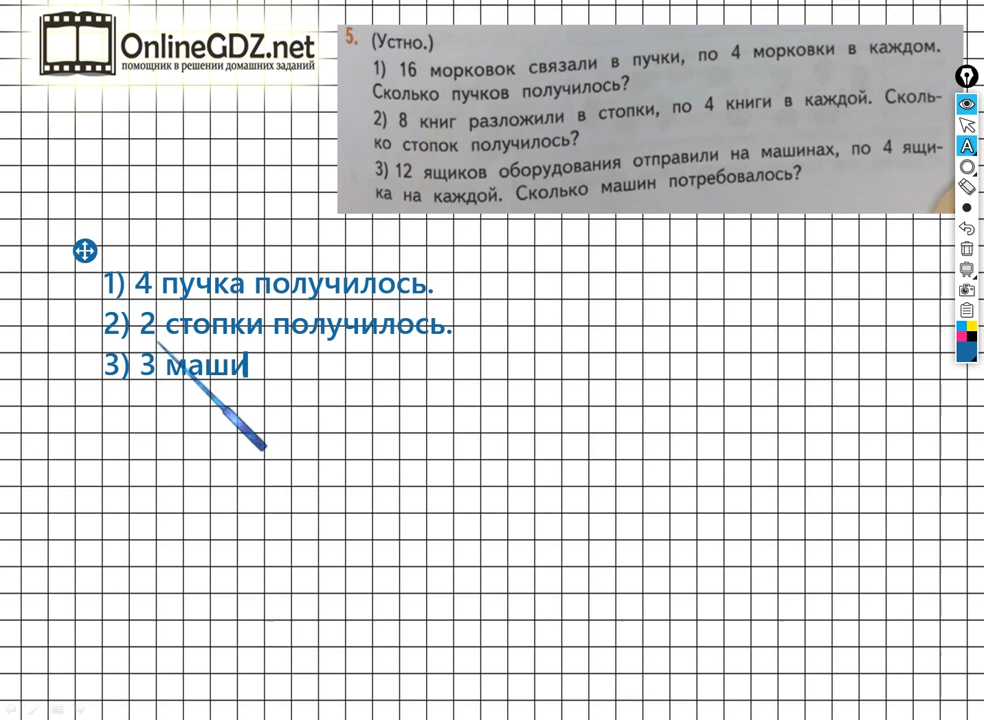 OnlineGDZ.net
помощник в решении домашних заданий
5. (Устно.)
1) 16 морковок связали в пучки, по 4 морковки в каждом.
Сколько пучков получилось?
2) 8 книг разложили в стопки, по 4 книги в каждой. Сколь-
ко стопок получилось?
3) 12 ящиков оборудования отправили на машинах, по 4 ящи-
ка на каждой. Сколько машин потребовалось?
1) 4 пучка получилось.
2) 2 стопки получилось.
3) 3 маши
A